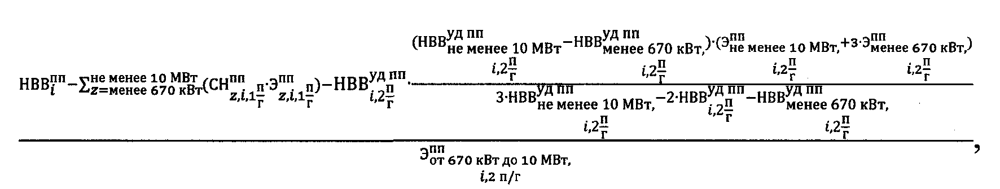 (НВВ^{уд пп}_{не менее 10 МВт i,2 п/г}−НВВ^{уд пп}_{менее 670 кВт, i,2 п/г})·(Э^{пп}_{не менее 10 МВт, i,2 п/г}+3·Э^{пп}_{менее 670 кВт, i,2 п/г})
НВВ^{пп}_{i}−∑^{не менее 10 МВт}_{z=менее 670 кВт}(СН^{пп}_{z,i,1 п/г}·Э^{пп}_{z,i,1 п/г})−НВВ^{уд пп}_{i,2 п/г}·
3·НВВ^{уд пп}_{не менее 10 МВт, i,2 п/г}−2·НВВ^{уд пп}_{i,2 п/г}−НВВ^{уд пп}_{менее 670 кВт, i,2 п/г}
Э^{пп}_{от 670 кВт до 10 МВт, i,2 п/г},